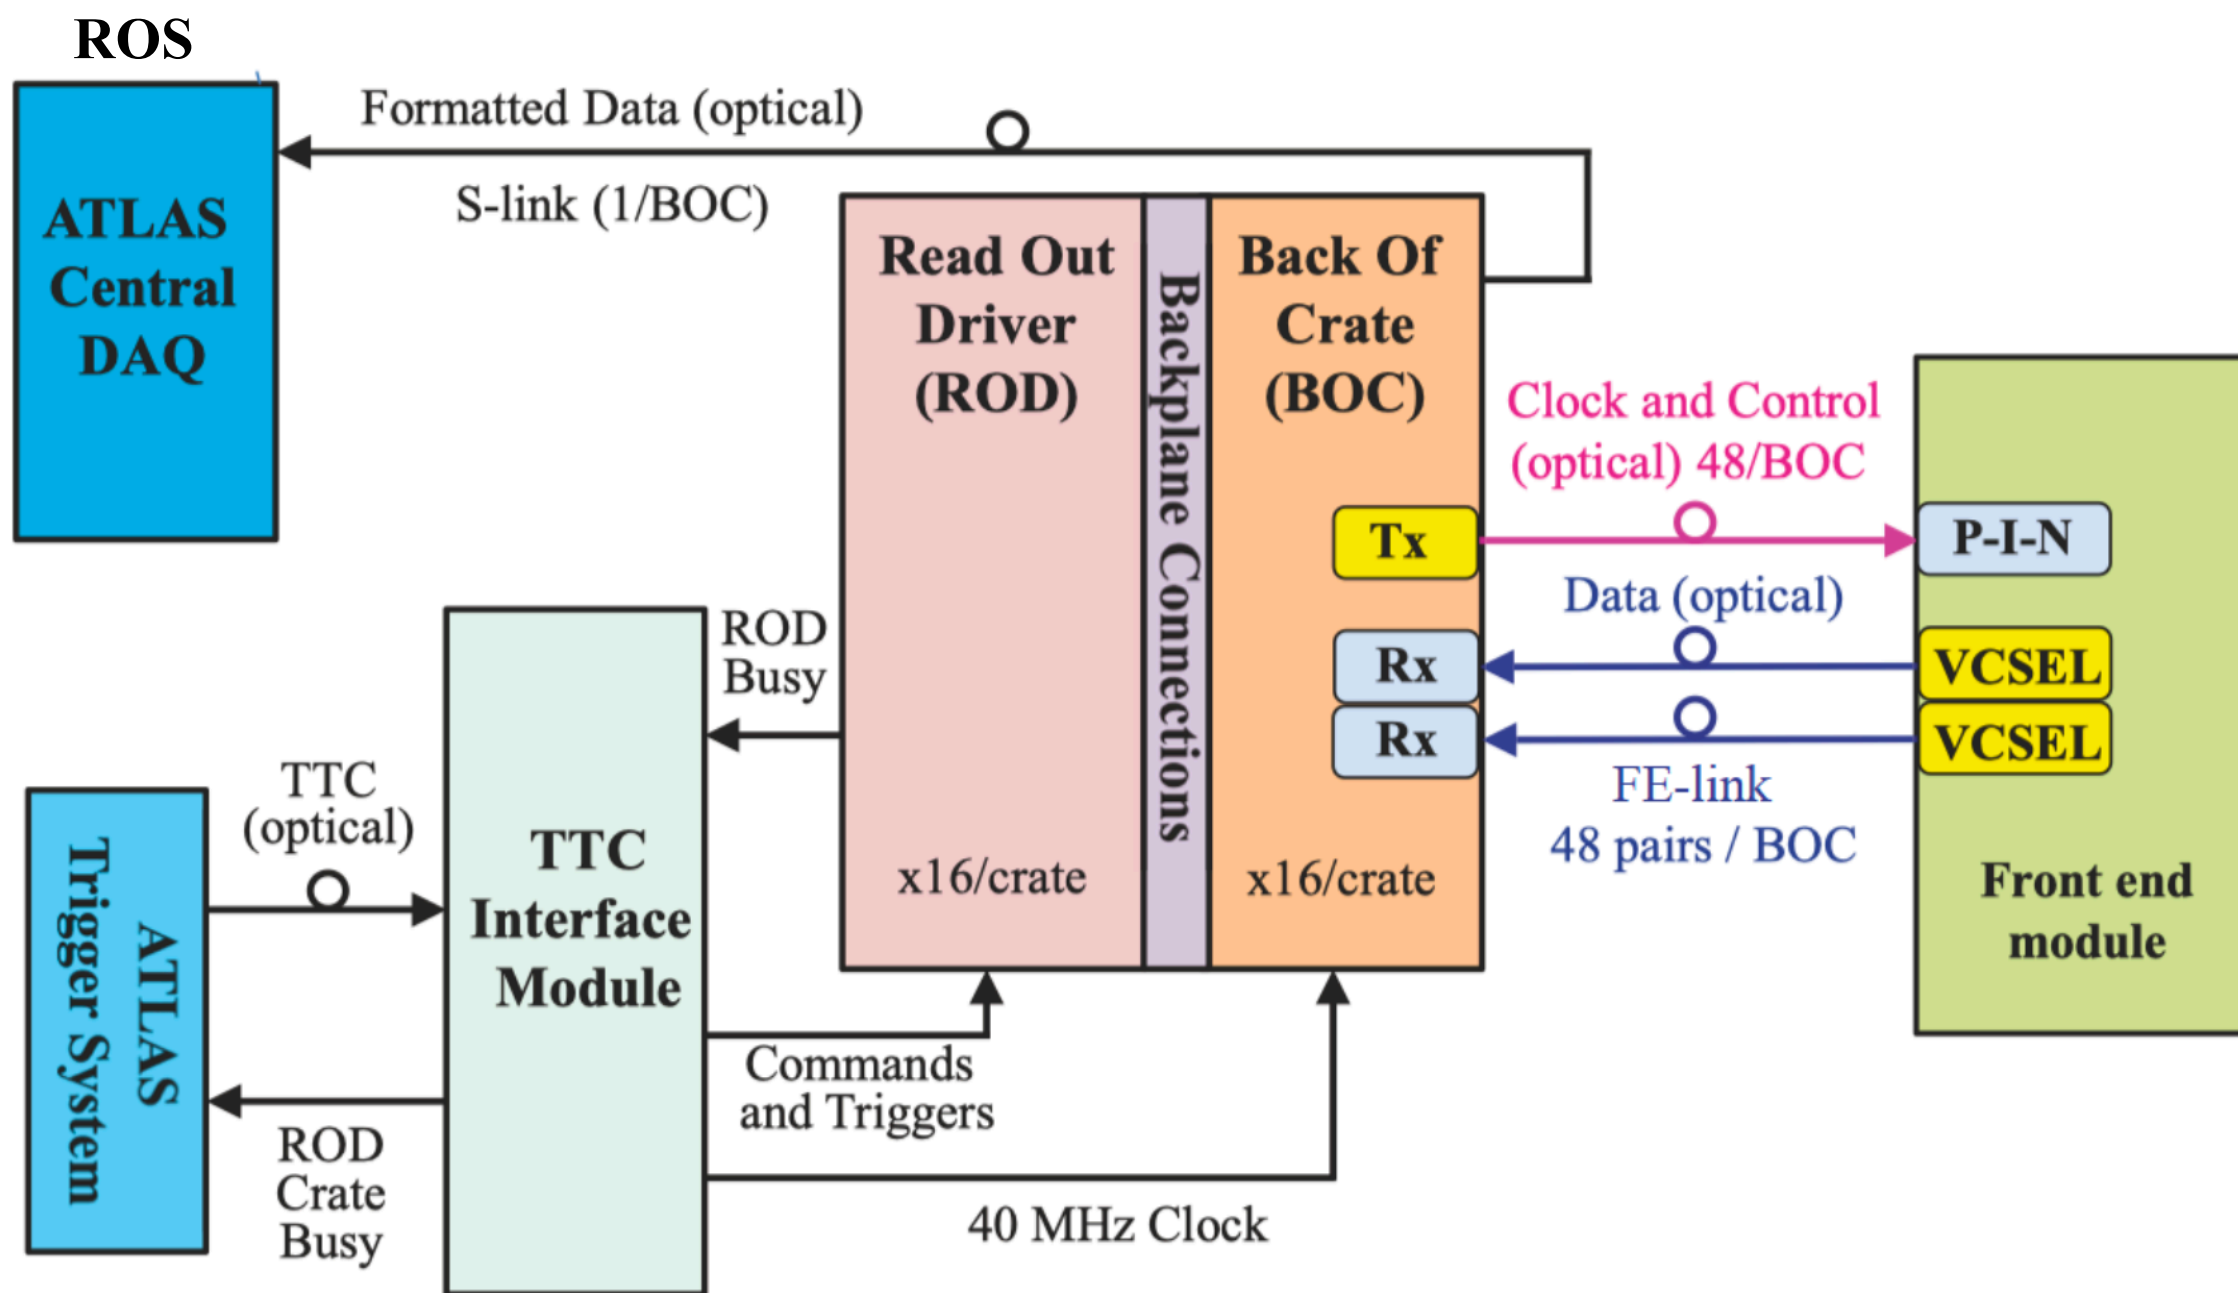 ROS
ATLAS
Central
DAQ
Formatted Data (optical)
S-link (1/BOC)
Read Out
Driver
(ROD)
x16/crate
Backplane Connections
Back Of
Crate
(BOC)
Tx
Rx
Rx
x16/crate
Clock and Control
(optical) 48/BOC
Data (optical)
FE-link
48 pairs / BOC
P-I-N
VCSEL
VCSEL
Front end
module
ROD
Busy
TTC
(optical)
ATLAS
Trigger System
TTC
Interface
Module
ROD
Crate
Busy
Commands
and Triggers
40 MHz Clock